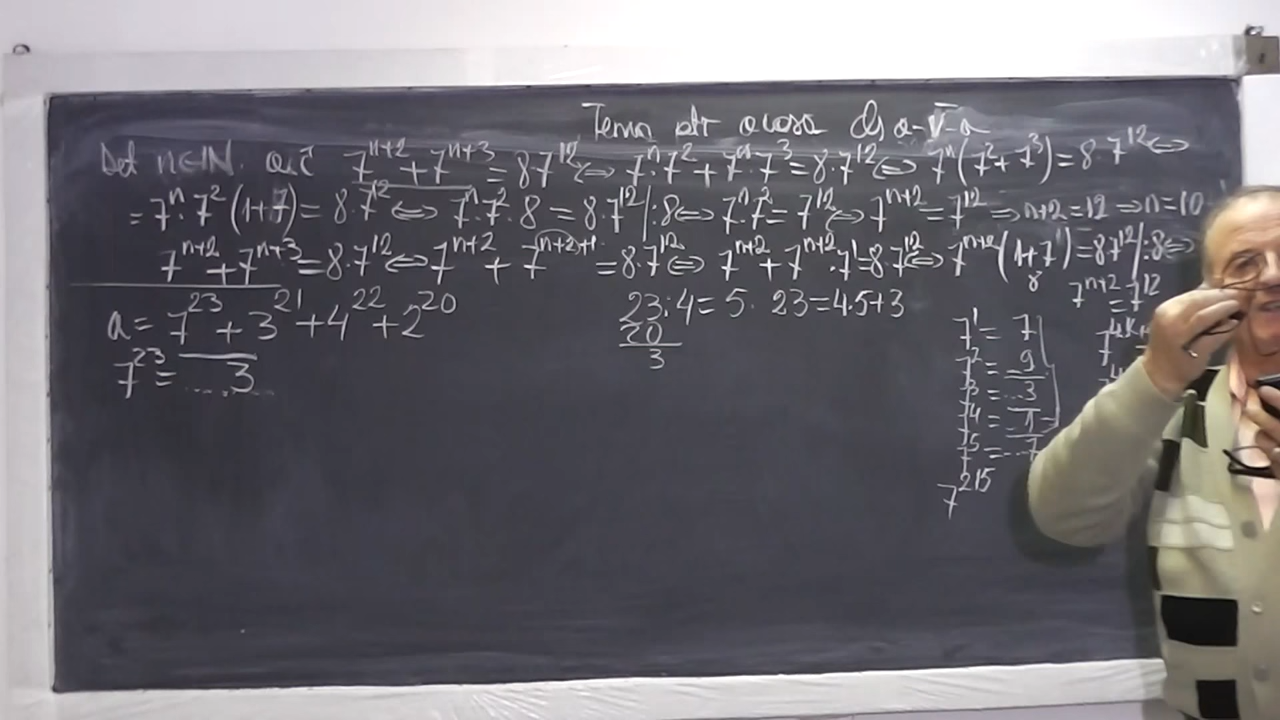 Tema ptr acasa cls a-V-a
Det n∈ℕ. a.î 7^{n+2} + 7^{n+3} = 8·7^{12} ⇔ 7^n·7^2 + 7^n·7^3 = 8·7^{12} ⇔ 7^n(7^2 + 7^3) = 8·7^{12} ⇔
= 7^n·7^2(1+7) = 8·7^{12} ⇔ 7^n·7^2·8 = 8·7^{12} |:8 ⇔ 7^n·7^2 = 7^{12} ⇔ 7^{n+2} = 7^{12} ⇒ n+2=12 ⇒ n=10
7^{n+2} + 7^{n+3} = 8·7^{12} ⇔ 7^{n+2} + 7^{(n+2)+1} = 8·7^{12} ⇔ 7^{n+2} + 7^{n+2}·7^1 = 8·7^{12} ⇔ 7^{n+2}(1+7^1) = 8·7^{12} |:8 ⇔
8
7^{n+2} = 7^{12}
a = 7^{23} + 3^{21} + 4^{22} + 2^{20}
7^{23} = .....3
23:4 = 5. 23 = 4·5+3
20
3
7^1 = 7
7^2 = ..9
7^3 = ...3
7^4 = ..1
7^5 = ...7
7^{215}